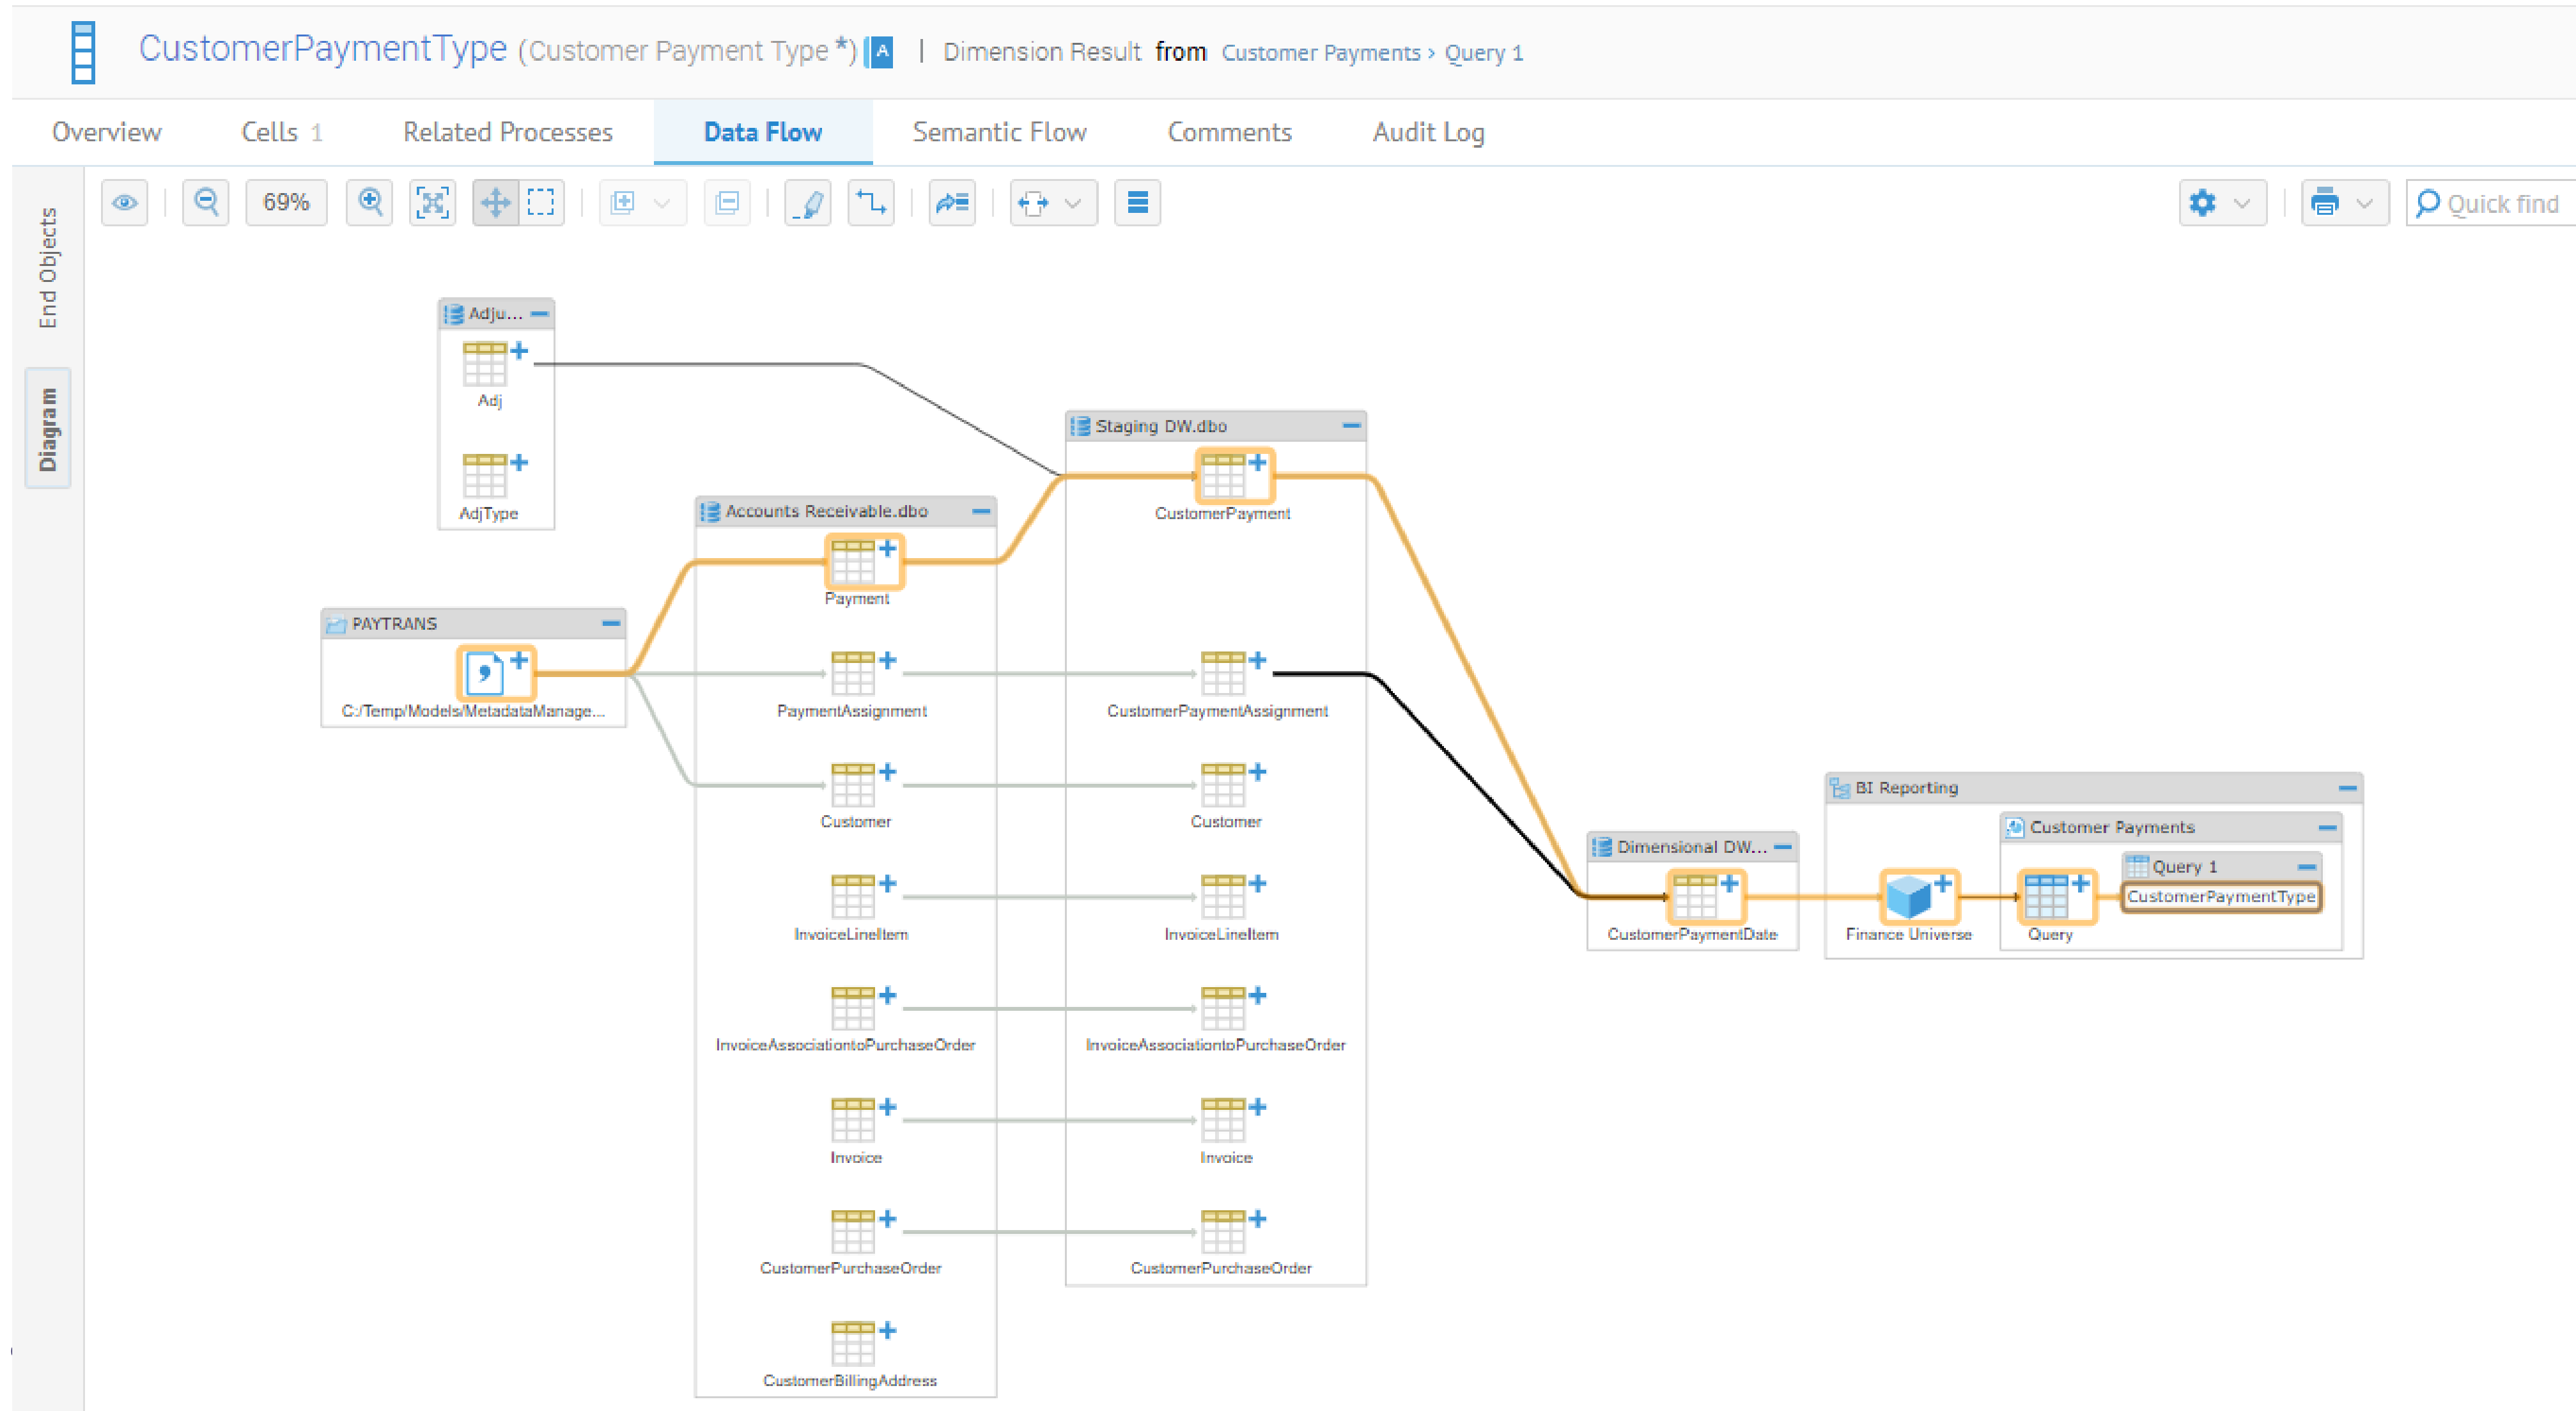 CustomerPaymentType (Customer Payment Type *) A | Dimension Result from Customer Payments › Query 1
Overview Cells 1 Related Processes Data Flow Semantic Flow Comments Audit Log
69% Quick find
End Objects
Diagram
Adju...
Adj
AdjType
PAYTRANS
C:/Temp/Models/MetadataManage...
Accounts Receivable.dbo
Payment
PaymentAssignment
Customer
InvoiceLineItem
InvoiceAssociationtoPurchaseOrder
Invoice
CustomerPurchaseOrder
CustomerBillingAddress
Staging DW.dbo
CustomerPayment
CustomerPaymentAssignment
Customer
InvoiceLineItem
InvoiceAssociationtoPurchaseOrder
Invoice
CustomerPurchaseOrder
Dimensional DW...
CustomerPaymentDate
BI Reporting
Finance Universe
Customer Payments
Query
Query 1
CustomerPaymentType